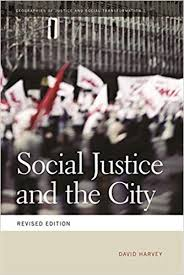 GEOGRAPHIES OF JUSTICE AND SOCIAL TRANSFORMATION
Social Justice
and the City
REVISED EDITION
DAVID HARVEY